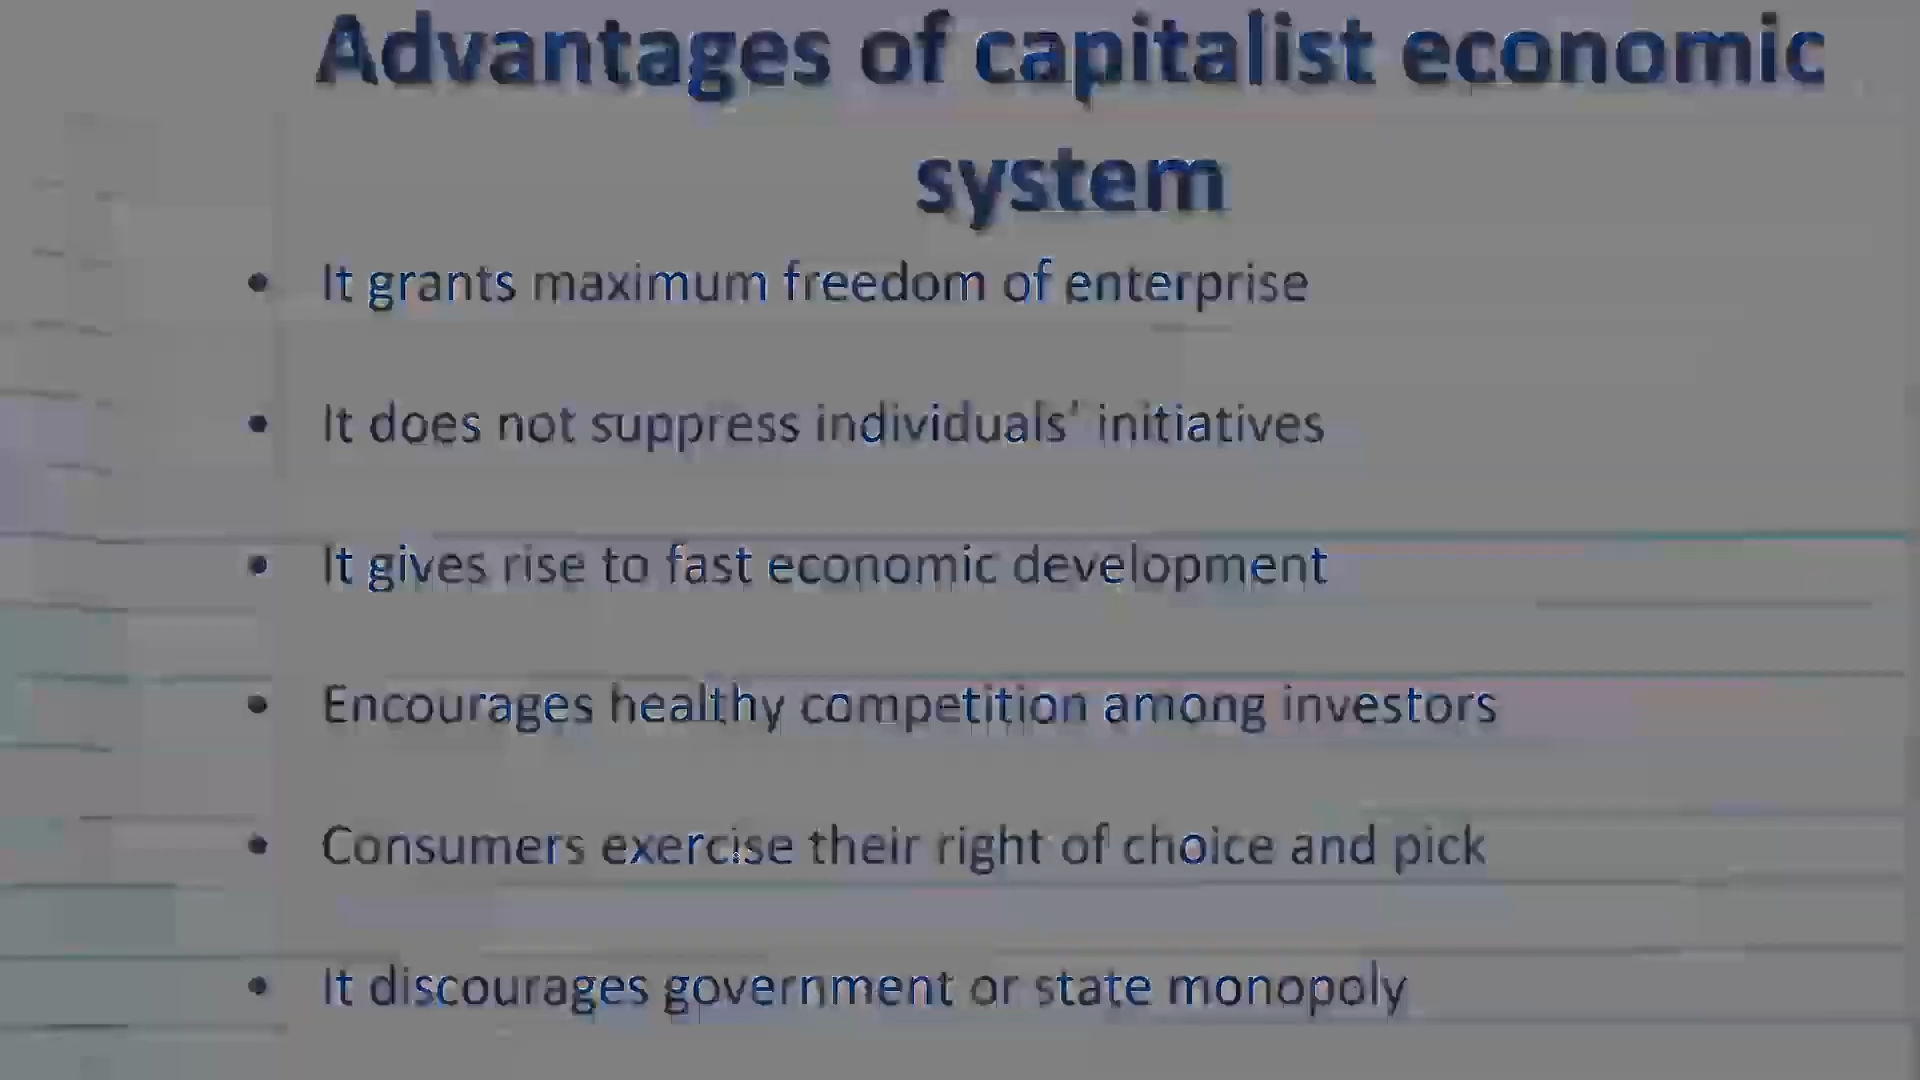 Advantages of capitalist economic
system
• It grants maximum freedom of enterprise
• It does not suppress individuals' initiatives
• It gives rise to fast economic development
• Encourages healthy competition among investors
• Consumers exercise their right of choice and pick
• It discourages government or state monopoly